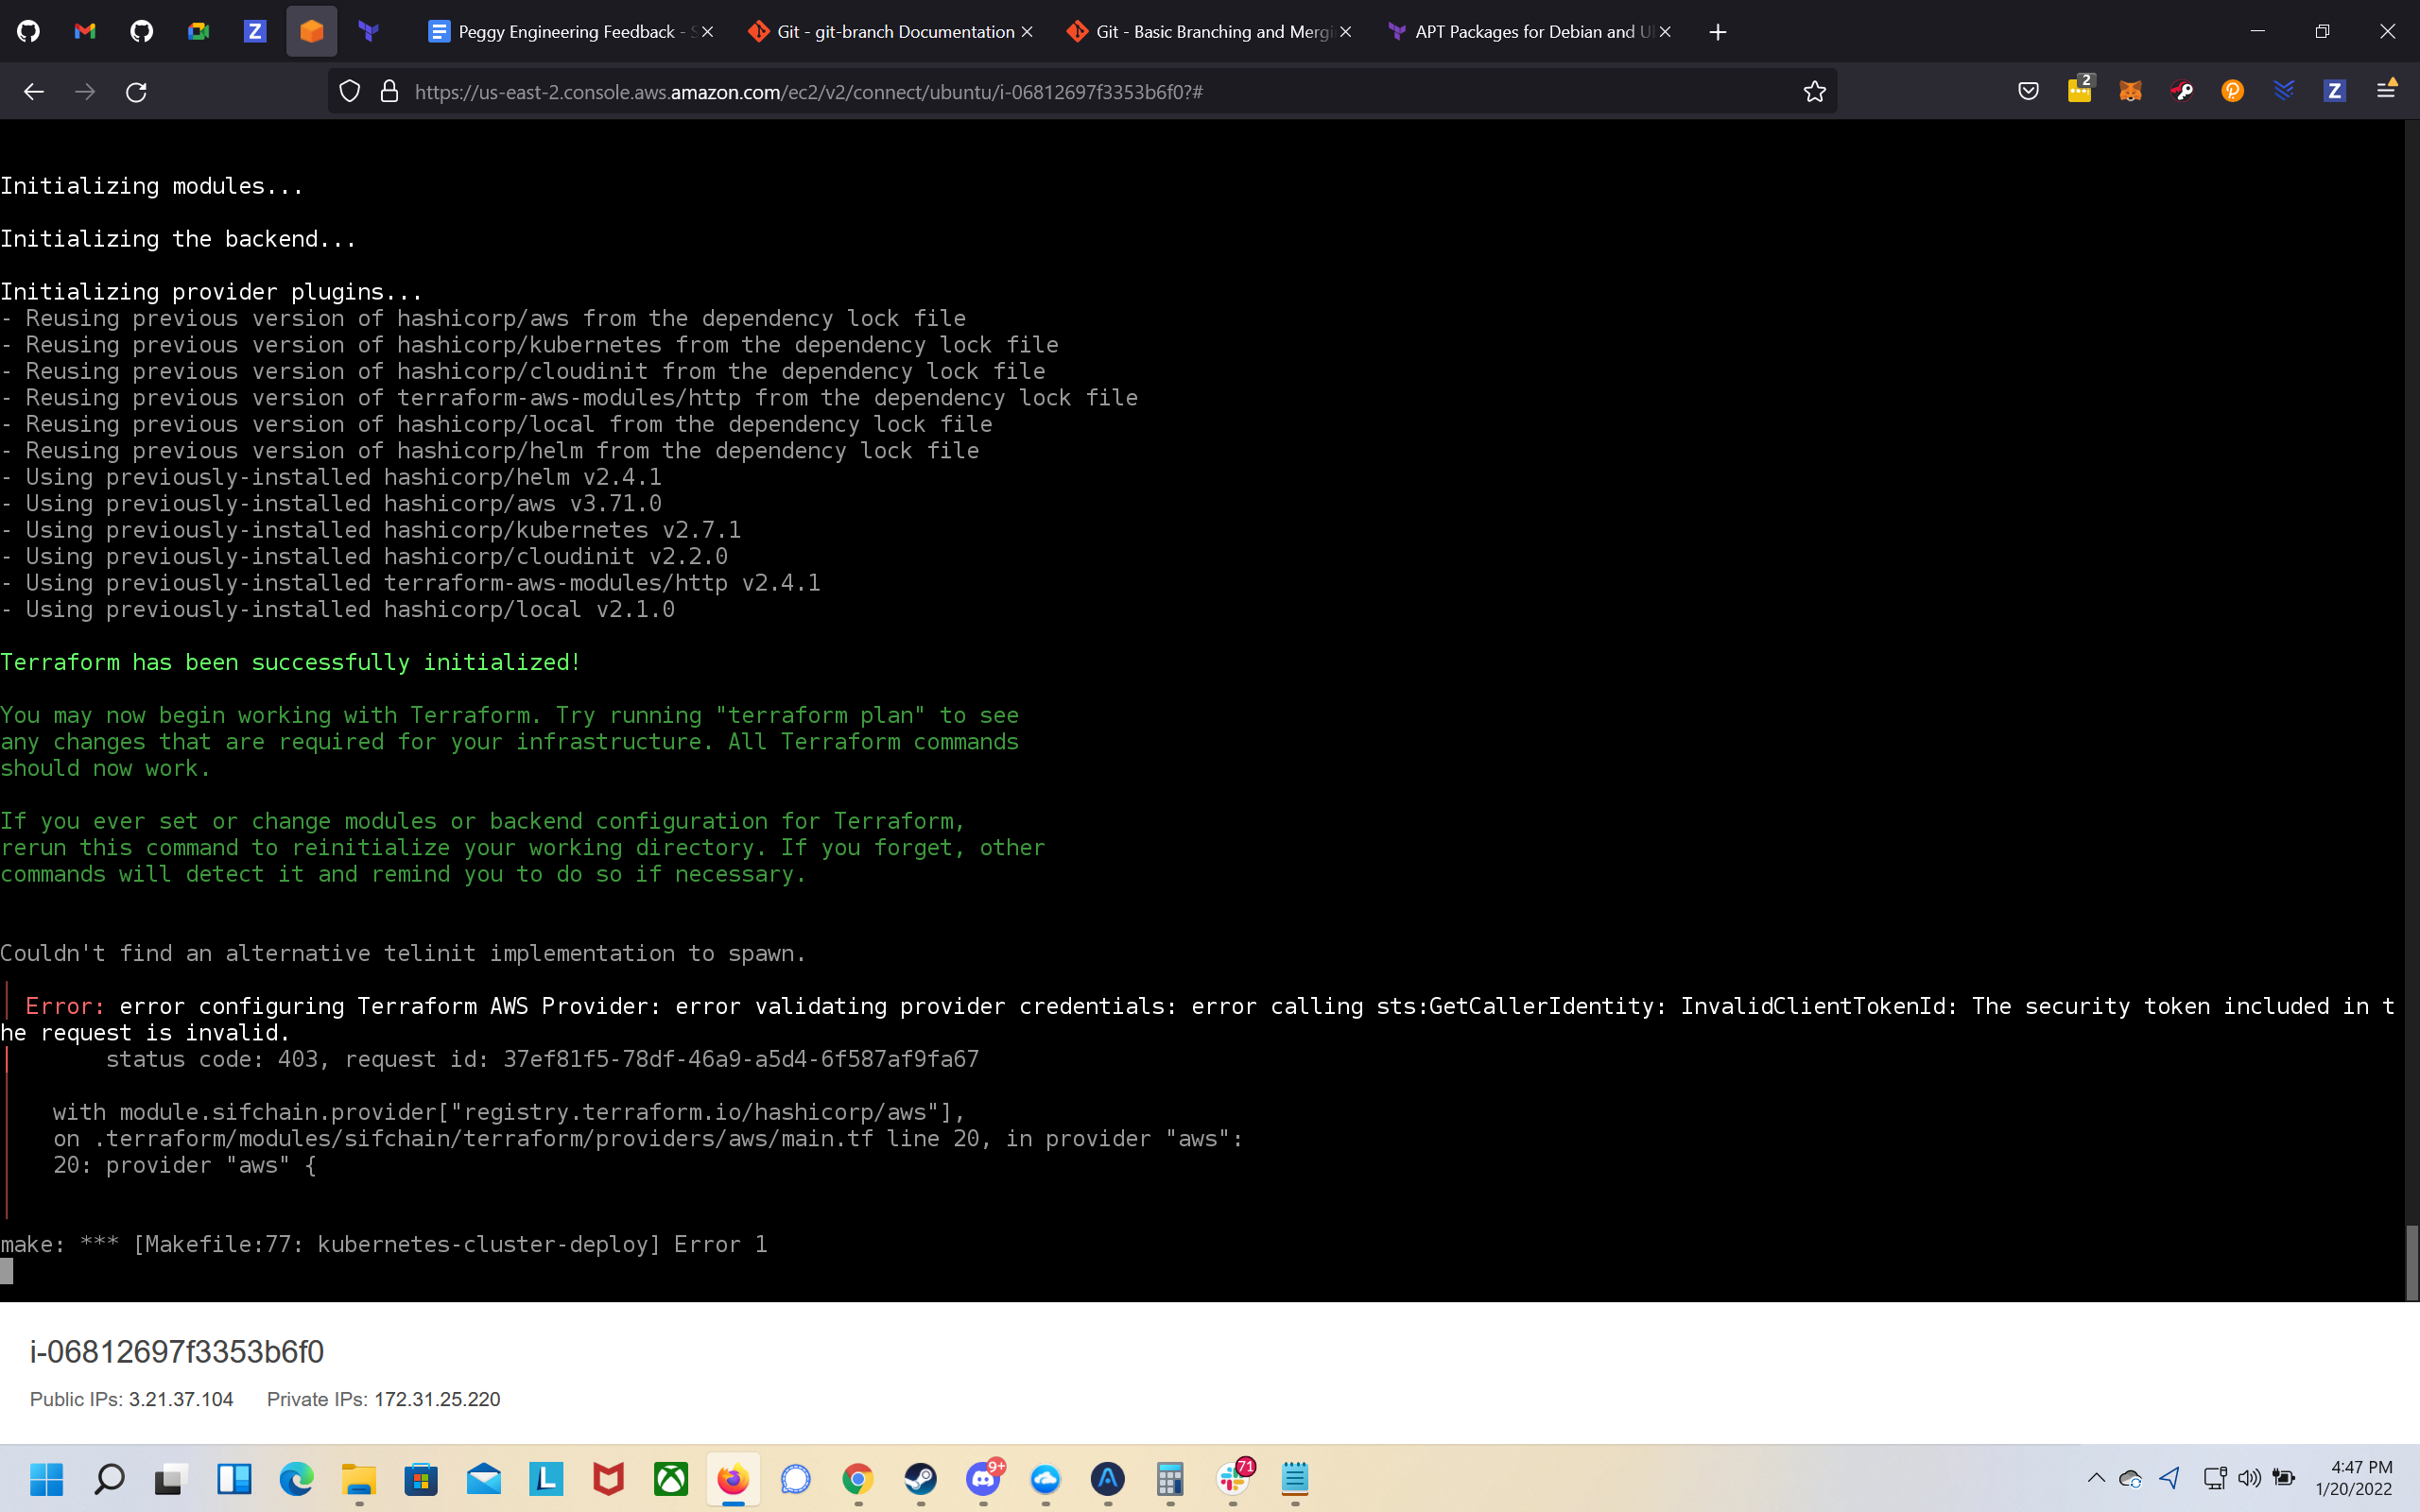 Peggy Engineering Feedback - S
Git - git-branch Documentation
Git - Basic Branching and Mergi
APT Packages for Debian and U
https://us-east-2.console.aws.amazon.com/ec2/v2/connect/ubuntu/i-06812697f3353b6f0?#
2
Initializing modules...
Initializing the backend...
Initializing provider plugins...
- Reusing previous version of hashicorp/aws from the dependency lock file
- Reusing previous version of hashicorp/kubernetes from the dependency lock file
- Reusing previous version of hashicorp/cloudinit from the dependency lock file
- Reusing previous version of terraform-aws-modules/http from the dependency lock file
- Reusing previous version of hashicorp/local from the dependency lock file
- Reusing previous version of hashicorp/helm from the dependency lock file
- Using previously-installed hashicorp/helm v2.4.1
- Using previously-installed hashicorp/aws v3.71.0
- Using previously-installed hashicorp/kubernetes v2.7.1
- Using previously-installed hashicorp/cloudinit v2.2.0
- Using previously-installed terraform-aws-modules/http v2.4.1
- Using previously-installed hashicorp/local v2.1.0
Terraform has been successfully initialized!
You may now begin working with Terraform. Try running "terraform plan" to see
any changes that are required for your infrastructure. All Terraform commands
should now work.
If you ever set or change modules or backend configuration for Terraform,
rerun this command to reinitialize your working directory. If you forget, other
commands will detect it and remind you to do so if necessary.
Couldn't find an alternative telinit implementation to spawn.
Error: error configuring Terraform AWS Provider: error validating provider credentials: error calling sts:GetCallerIdentity: InvalidClientTokenId: The security token included in t
he request is invalid.
status code: 403, request id: 37ef81f5-78df-46a9-a5d4-6f587af9fa67
with module.sifchain.provider["registry.terraform.io/hashicorp/aws"],
on .terraform/modules/sifchain/terraform/providers/aws/main.tf line 20, in provider "aws":
20: provider "aws" {
make: *** [Makefile:77: kubernetes-cluster-deploy] Error 1
i-06812697f3353b6f0
Public IPs: 3.21.37.104 Private IPs: 172.31.25.220
9+
71
4:47 PM
1/20/2022